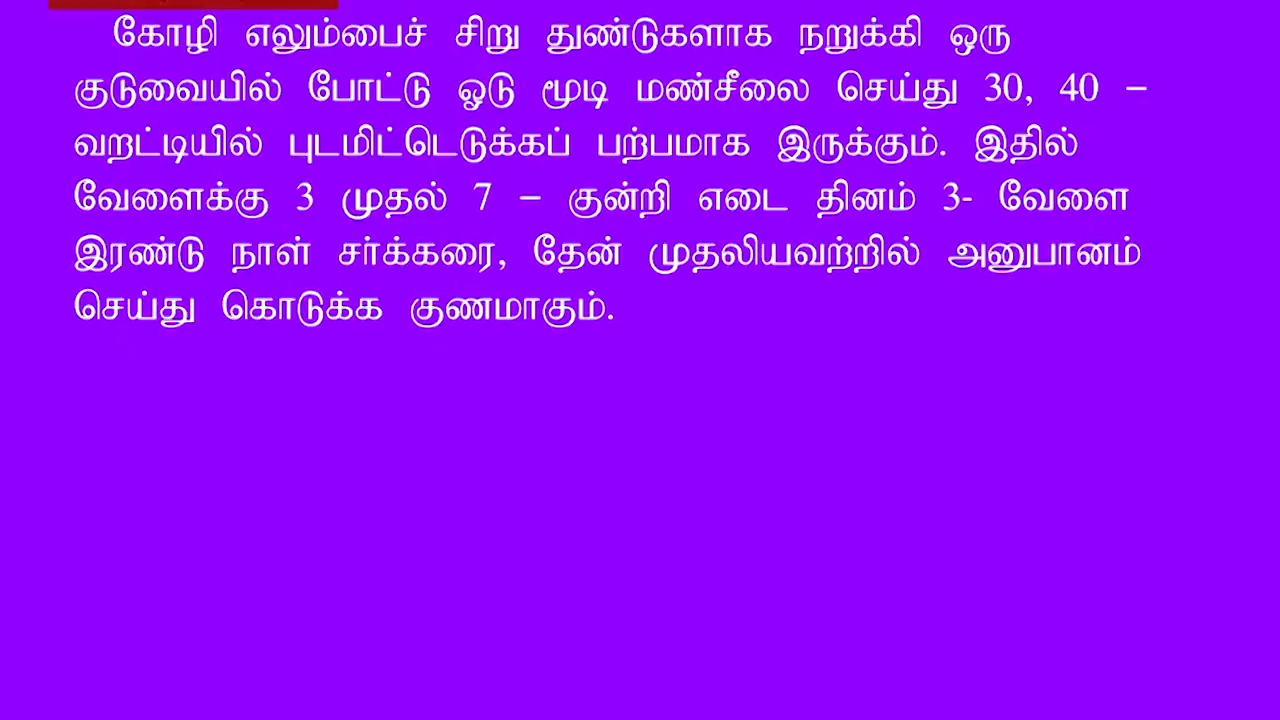 கோழி எலும்பைச் சிறு துண்டுகளாக நறுக்கி ஒரு
குடுவையில் போட்டு ஓடு மூடி மண்சீலை செய்து 30, 40 –
வறட்டியில் புடமிட்டெடுக்கப் பற்பமாக இருக்கும். இதில்
வேளைக்கு 3 முதல் 7 – குன்றி எடை தினம் 3- வேளை
இரண்டு நாள் சர்க்கரை, தேன் முதலியவற்றில் அனுபானம்
செய்து கொடுக்க குணமாகும்.